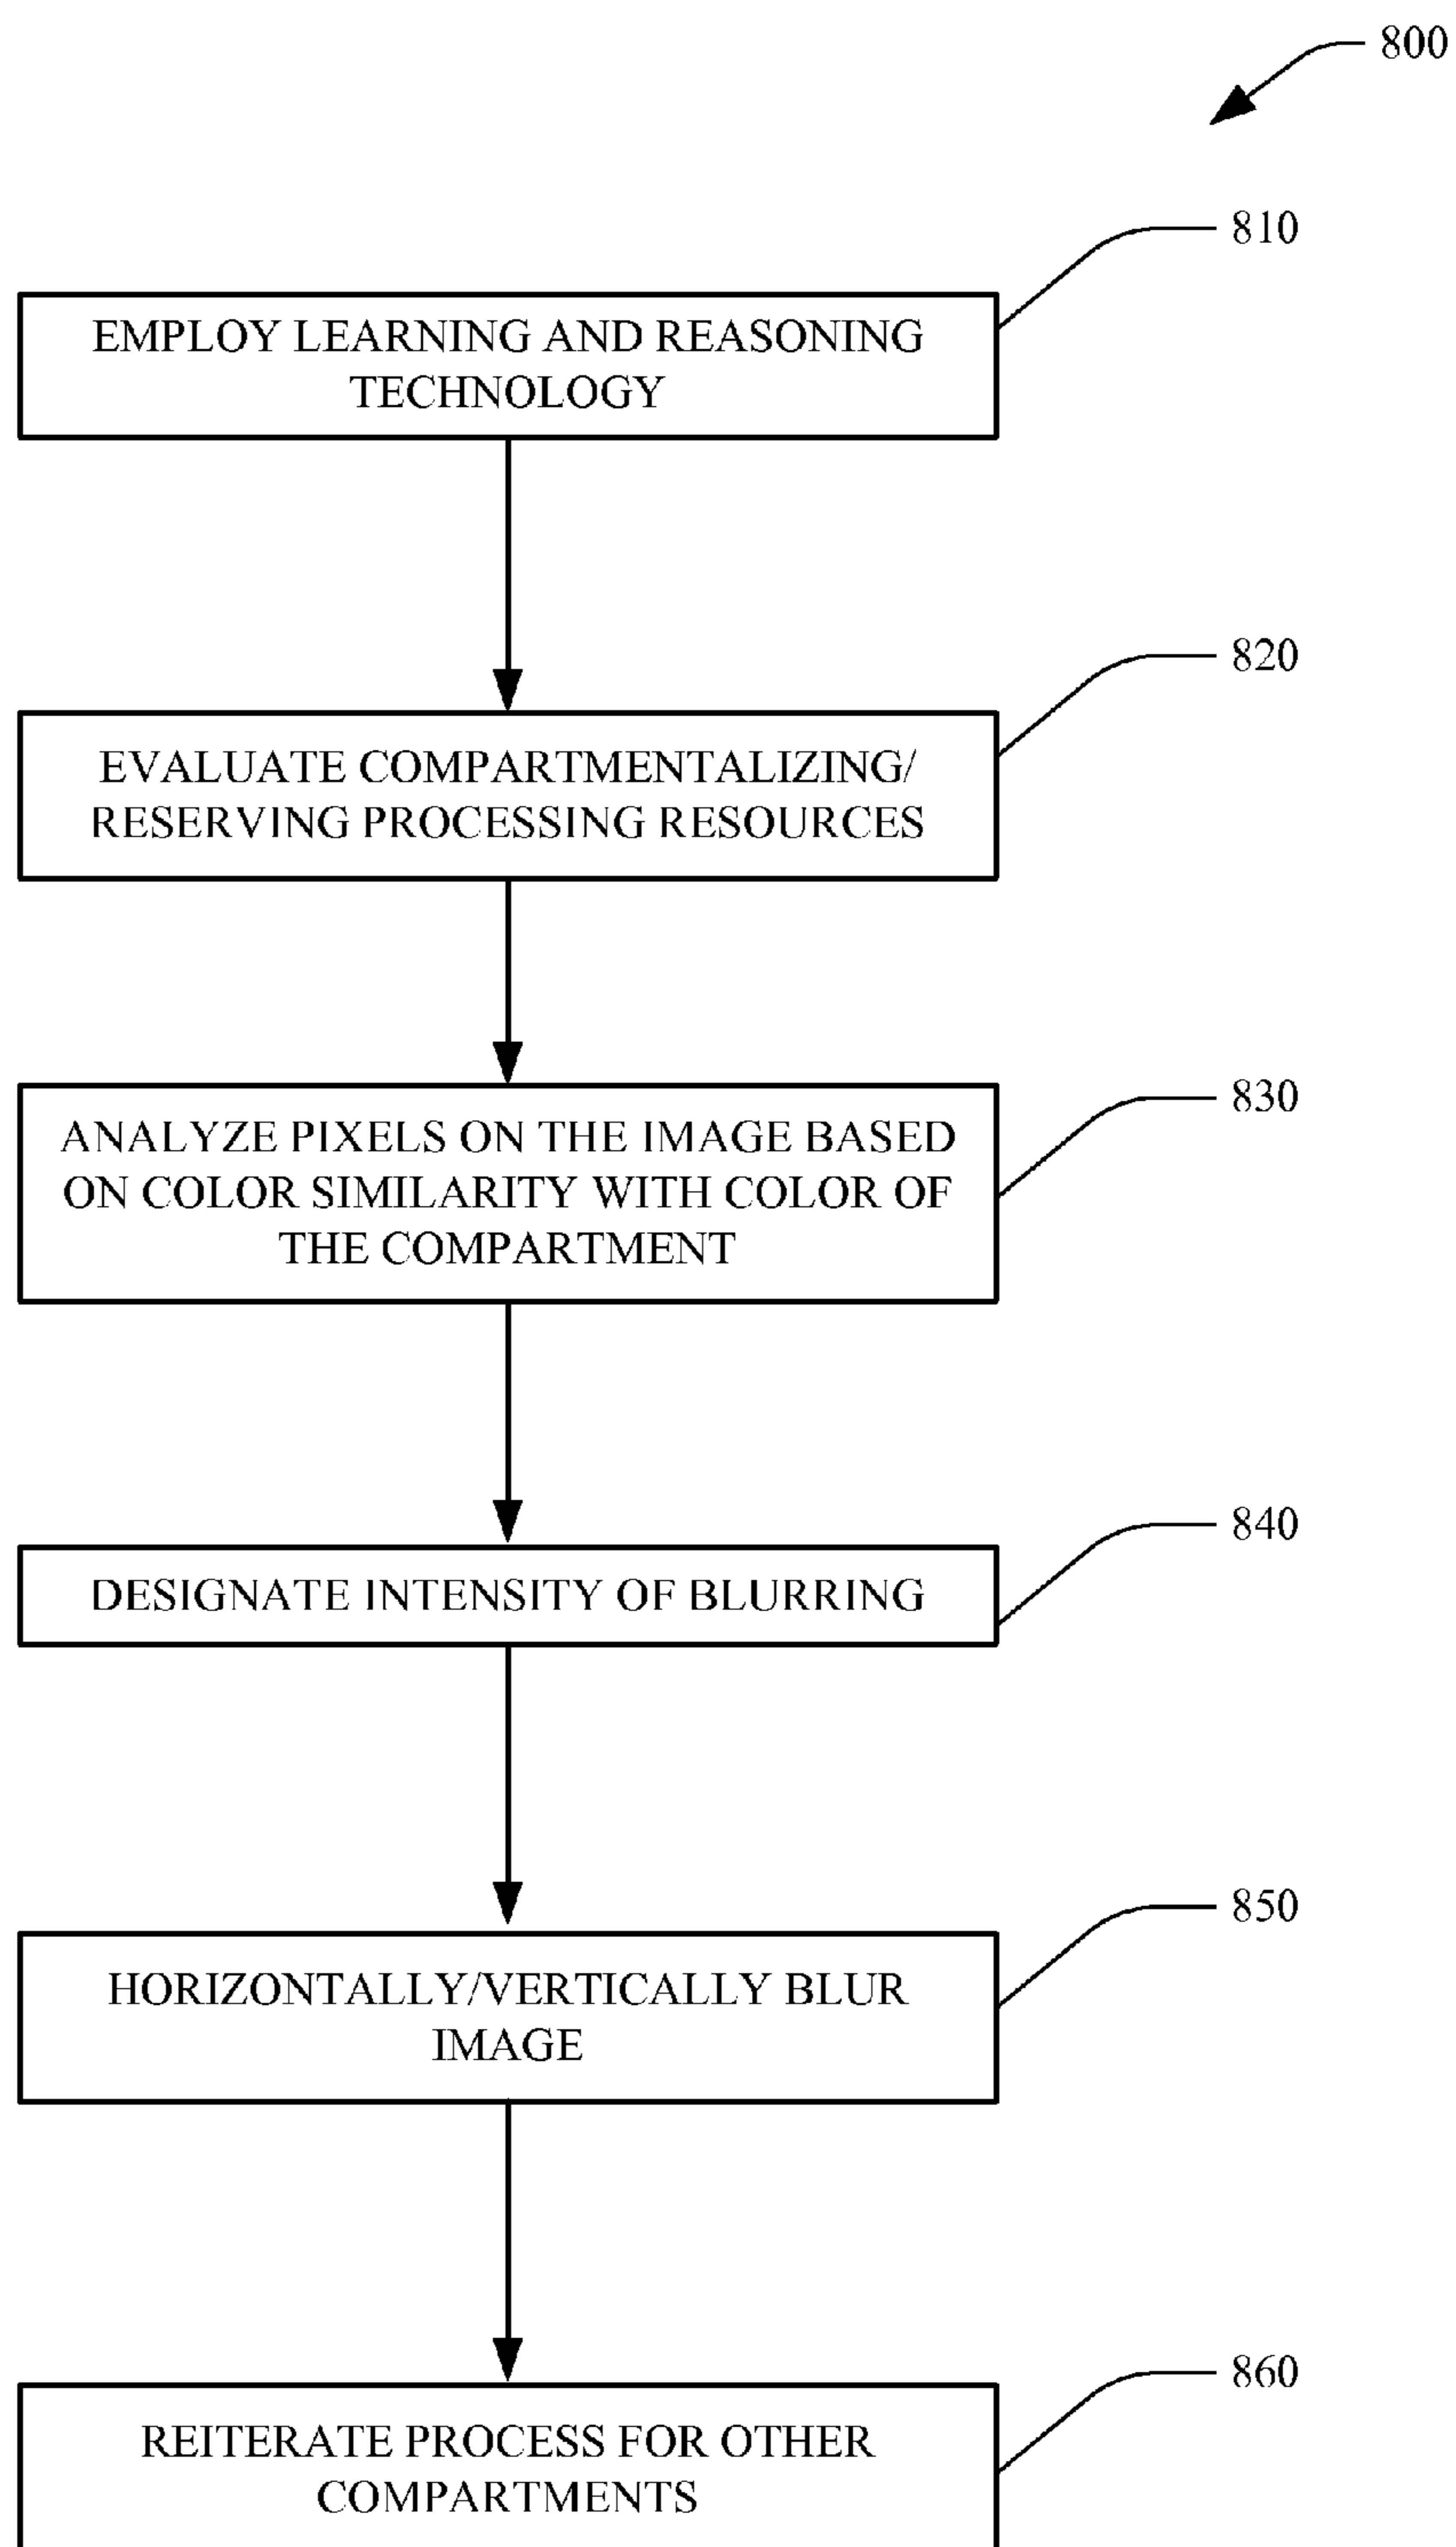 800
810
EMPLOY LEARNING AND REASONING
TECHNOLOGY
820
EVALUATE COMPARTMENTALIZING/
RESERVING PROCESSING RESOURCES
830
ANALYZE PIXELS ON THE IMAGE BASED
ON COLOR SIMILARITY WITH COLOR OF
THE COMPARTMENT
840
DESIGNATE INTENSITY OF BLURRING
850
HORIZONTALLY/VERTICALLY BLUR
IMAGE
860
REITERATE PROCESS FOR OTHER
COMPARTMENTS